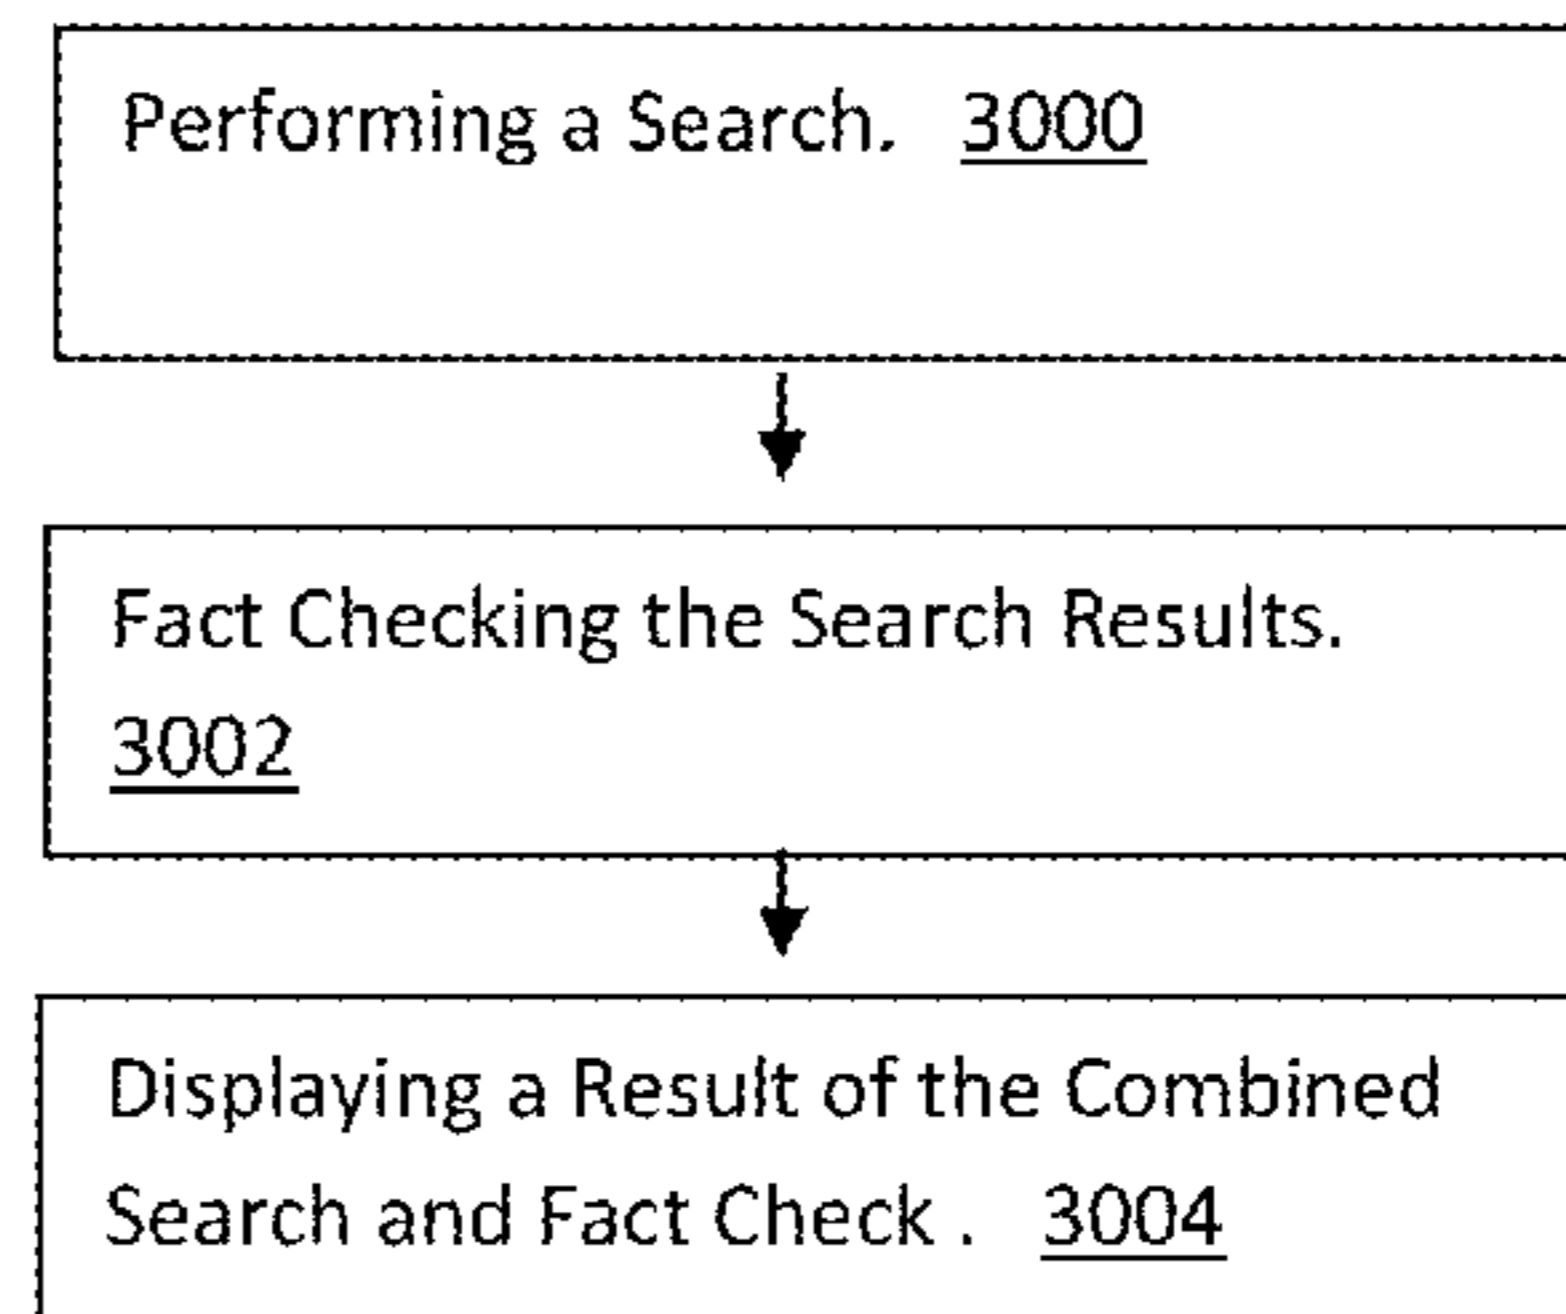 Performing a Search. 3000
Fact Checking the Search Results.
3002
Displaying a Result of the Combined
Search and Fact Check . 3004